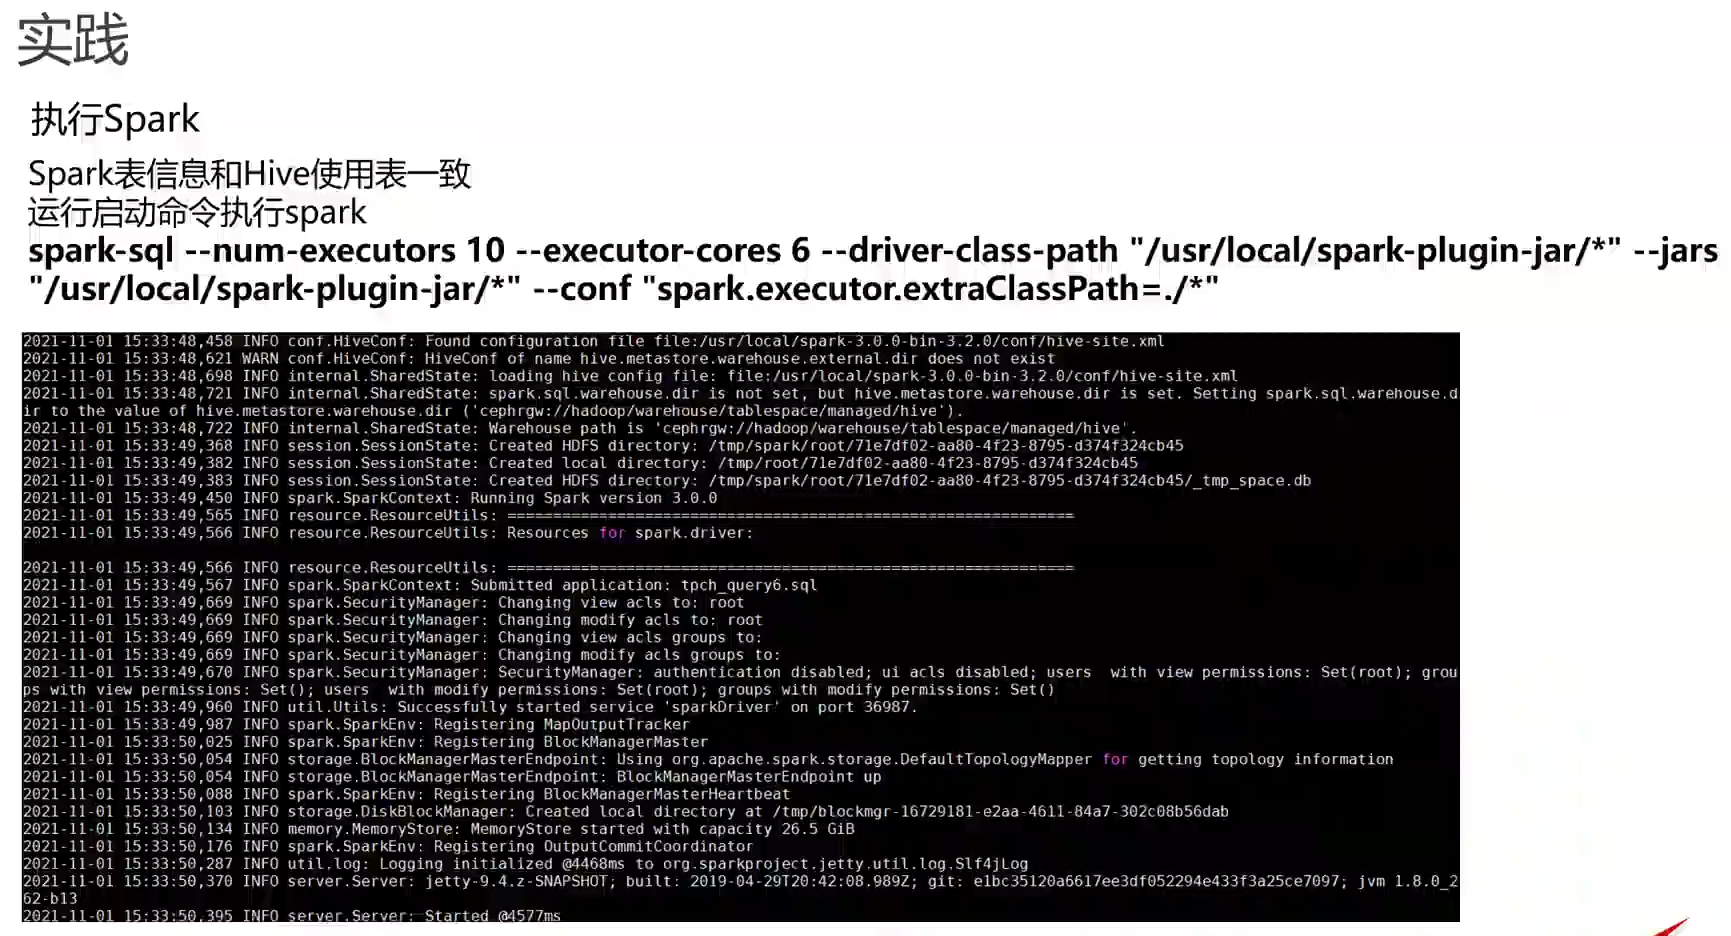 实践
执行Spark
Spark表信息和Hive使用表一致
运行启动命令执行spark
spark-sql --num-executors 10 --executor-cores 6 --driver-class-path "/usr/local/spark-plugin-jar/*" --jars
"/usr/local/spark-plugin-jar/*" --conf "spark.executor.extraClassPath=./*"
2021-11-01 15:33:48,458 INFO conf.HiveConf: Found configuration file file:/usr/local/spark-3.0.0-bin-3.2.0/conf/hive-site.xml
2021-11-01 15:33:48,621 WARN conf.HiveConf: HiveConf of name hive.metastore.warehouse.external.dir does not exist
2021-11-01 15:33:48,698 INFO internal.SharedState: loading hive config file: file:/usr/local/spark-3.0.0-bin-3.2.0/conf/hive-site.xml
2021-11-01 15:33:48,721 INFO internal.SharedState: spark.sql.warehouse.dir is not set, but hive.metastore.warehouse.dir is set. Setting spark.sql.warehouse.d
ir to the value of hive.metastore.warehouse.dir ('cephrgw://hadoop/warehouse/tablespace/managed/hive').
2021-11-01 15:33:48,722 INFO internal.SharedState: Warehouse path is 'cephrgw://hadoop/warehouse/tablespace/managed/hive'.
2021-11-01 15:33:49,368 INFO session.SessionState: Created HDFS directory: /tmp/spark/root/71e7df02-aa80-4f23-8795-d374f324cb45
2021-11-01 15:33:49,382 INFO session.SessionState: Created local directory: /tmp/root/71e7df02-aa80-4f23-8795-d374f324cb45
2021-11-01 15:33:49,383 INFO session.SessionState: Created HDFS directory: /tmp/spark/root/71e7df02-aa80-4f23-8795-d374f324cb45/_tmp_space.db
2021-11-01 15:33:49,450 INFO spark.SparkContext: Running Spark version 3.0.0
2021-11-01 15:33:49,565 INFO resource.ResourceUtils: ==============================================================
2021-11-01 15:33:49,566 INFO resource.ResourceUtils: Resources for spark.driver:
2021-11-01 15:33:49,566 INFO resource.ResourceUtils: ==============================================================
2021-11-01 15:33:49,567 INFO spark.SparkContext: Submitted application: tpch_query6.sql
2021-11-01 15:33:49,669 INFO spark.SecurityManager: Changing view acls to: root
2021-11-01 15:33:49,669 INFO spark.SecurityManager: Changing modify acls to: root
2021-11-01 15:33:49,669 INFO spark.SecurityManager: Changing view acls groups to:
2021-11-01 15:33:49,669 INFO spark.SecurityManager: Changing modify acls groups to:
2021-11-01 15:33:49,670 INFO spark.SecurityManager: SecurityManager: authentication disabled; ui acls disabled; users  with view permissions: Set(root); grou
ps with view permissions: Set(); users  with modify permissions: Set(root); groups with modify permissions: Set()
2021-11-01 15:33:49,960 INFO util.Utils: Successfully started service 'sparkDriver' on port 36987.
2021-11-01 15:33:49,987 INFO spark.SparkEnv: Registering MapOutputTracker
2021-11-01 15:33:50,025 INFO spark.SparkEnv: Registering BlockManagerMaster
2021-11-01 15:33:50,054 INFO storage.BlockManagerMasterEndpoint: Using org.apache.spark.storage.DefaultTopologyMapper for getting topology information
2021-11-01 15:33:50,054 INFO storage.BlockManagerMasterEndpoint: BlockManagerMasterEndpoint up
2021-11-01 15:33:50,088 INFO spark.SparkEnv: Registering BlockManagerMasterHeartbeat
2021-11-01 15:33:50,103 INFO storage.DiskBlockManager: Created local directory at /tmp/blockmgr-16729181-e2aa-4611-84a7-302c08b56dab
2021-11-01 15:33:50,134 INFO memory.MemoryStore: MemoryStore started with capacity 26.5 GiB
2021-11-01 15:33:50,176 INFO spark.SparkEnv: Registering OutputCommitCoordinator
2021-11-01 15:33:50,287 INFO util.log: Logging initialized @4468ms to org.sparkproject.jetty.util.log.Slf4jLog
2021-11-01 15:33:50,370 INFO server.Server: jetty-9.4.z-SNAPSHOT; built: 2019-04-29T20:42:08.989Z; git: e1bc35120a6617ee3df052294e433f3a25ce7097; jvm 1.8.0_2
62-b13
2021-11-01 15:33:50,395 INFO server.Server: Started @4577ms